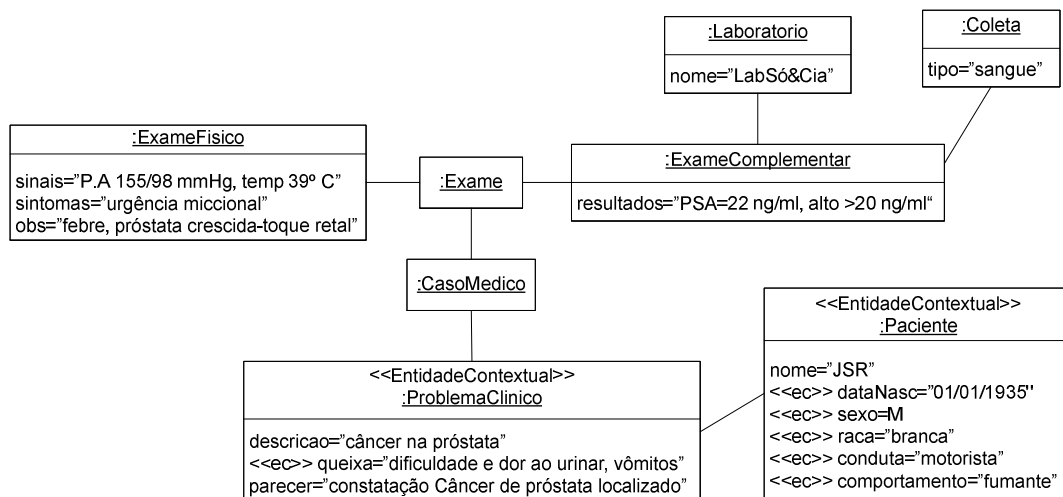 :Laboratorio
nome="LabSó&Cia"
:Coleta
tipo="sangue"
:ExameFisico
sinais="P.A 155/98 mmHg, temp 39º C"
sintomas="urgência miccional"
obs="febre, próstata crescida-toque retal"
:Exame
:ExameComplementar
resultados="PSA=22 ng/ml, alto >20 ng/ml"
:CasoMedico
<<EntidadeContextual>>
:ProblemaClinico
descricao="câncer na próstata"
<<ec>> queixa="dificuldade e dor ao urinar, vômitos"
parecer="constatação Câncer de próstata localizado"
<<EntidadeContextual>>
:Paciente
nome="JSR"
<<ec>> dataNasc="01/01/1935"
<<ec>> sexo=M
<<ec>> raca="branca"
<<ec>> conduta="motorista"
<<ec>> comportamento="fumante"